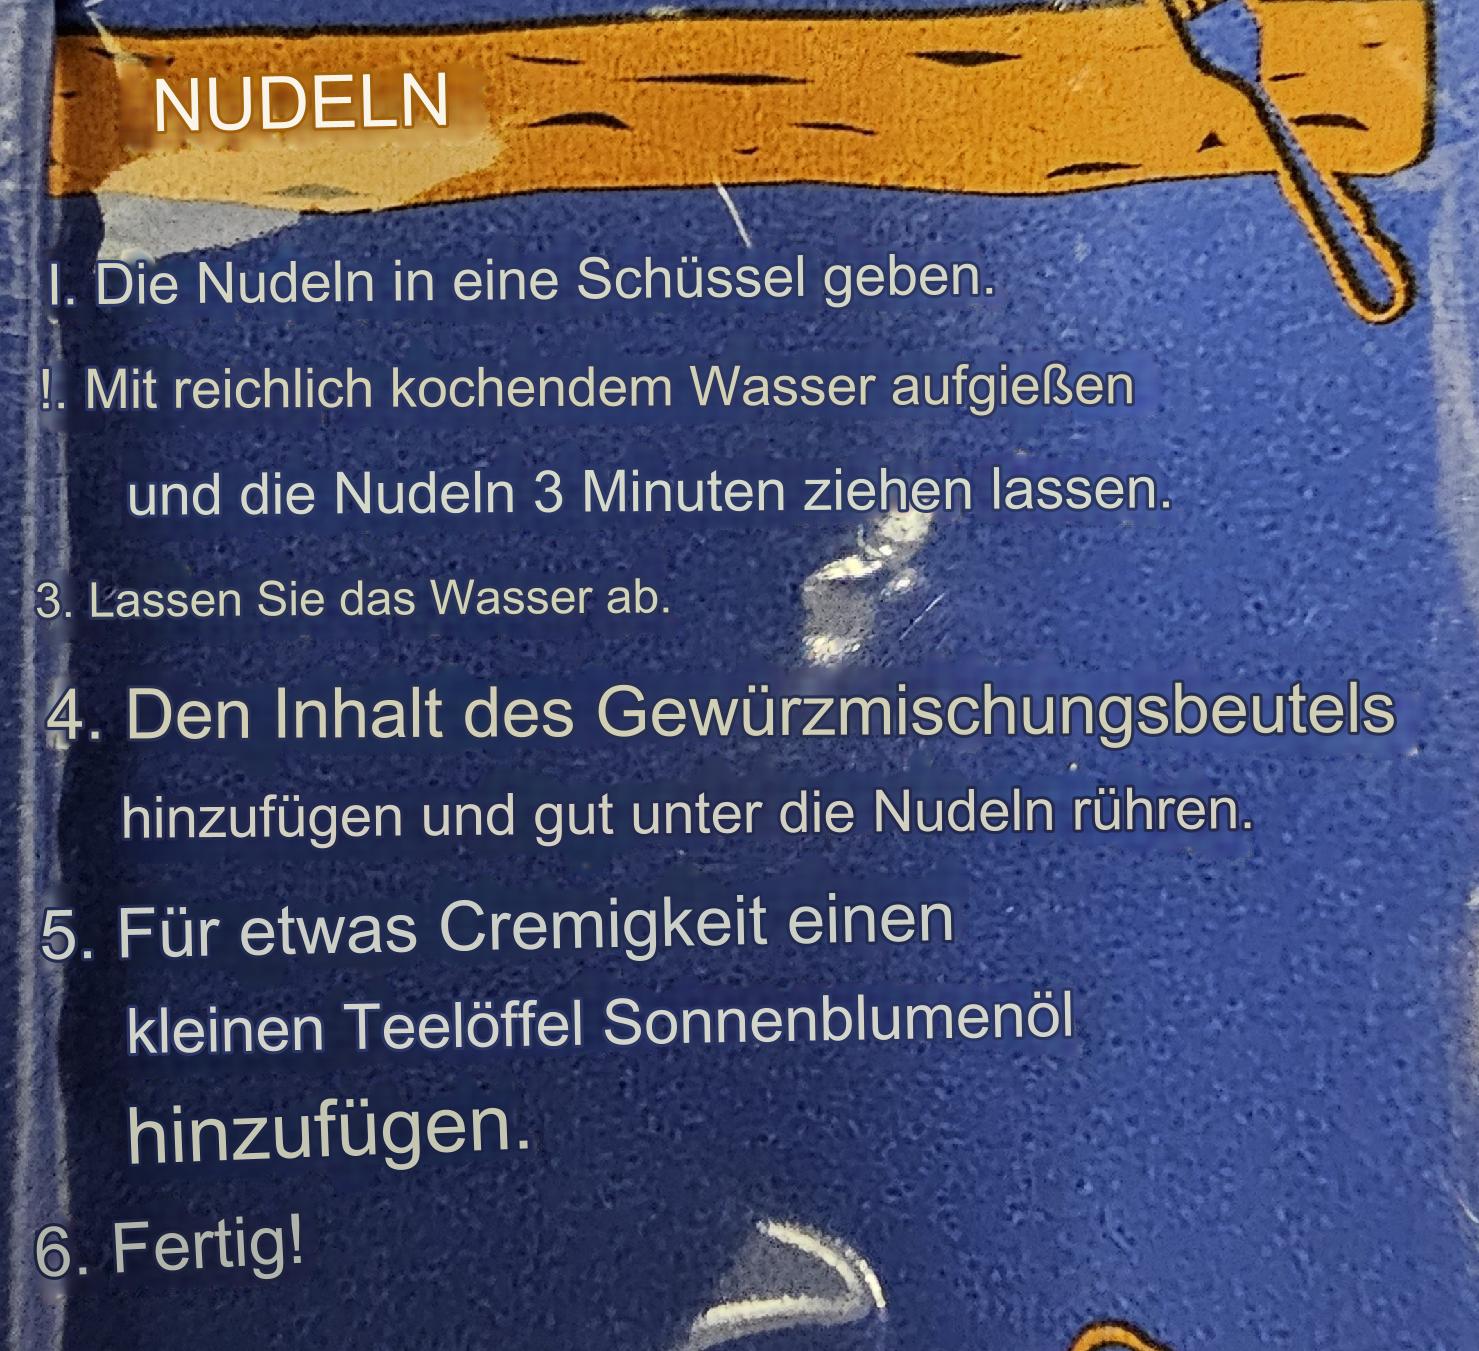 NUDELN
I. Die Nudeln in eine Schüssel geben.
!. Mit reichlich kochendem Wasser aufgießen
und die Nudeln 3 Minuten ziehen lassen.
3. Lassen Sie das Wasser ab.
4. Den Inhalt des Gewürzmischungsbeutels
hinzufügen und gut unter die Nudeln rühren.
5. Für etwas Cremigkeit einen
kleinen Teelöffel Sonnenblumenöl
hinzufügen.
6. Fertig!